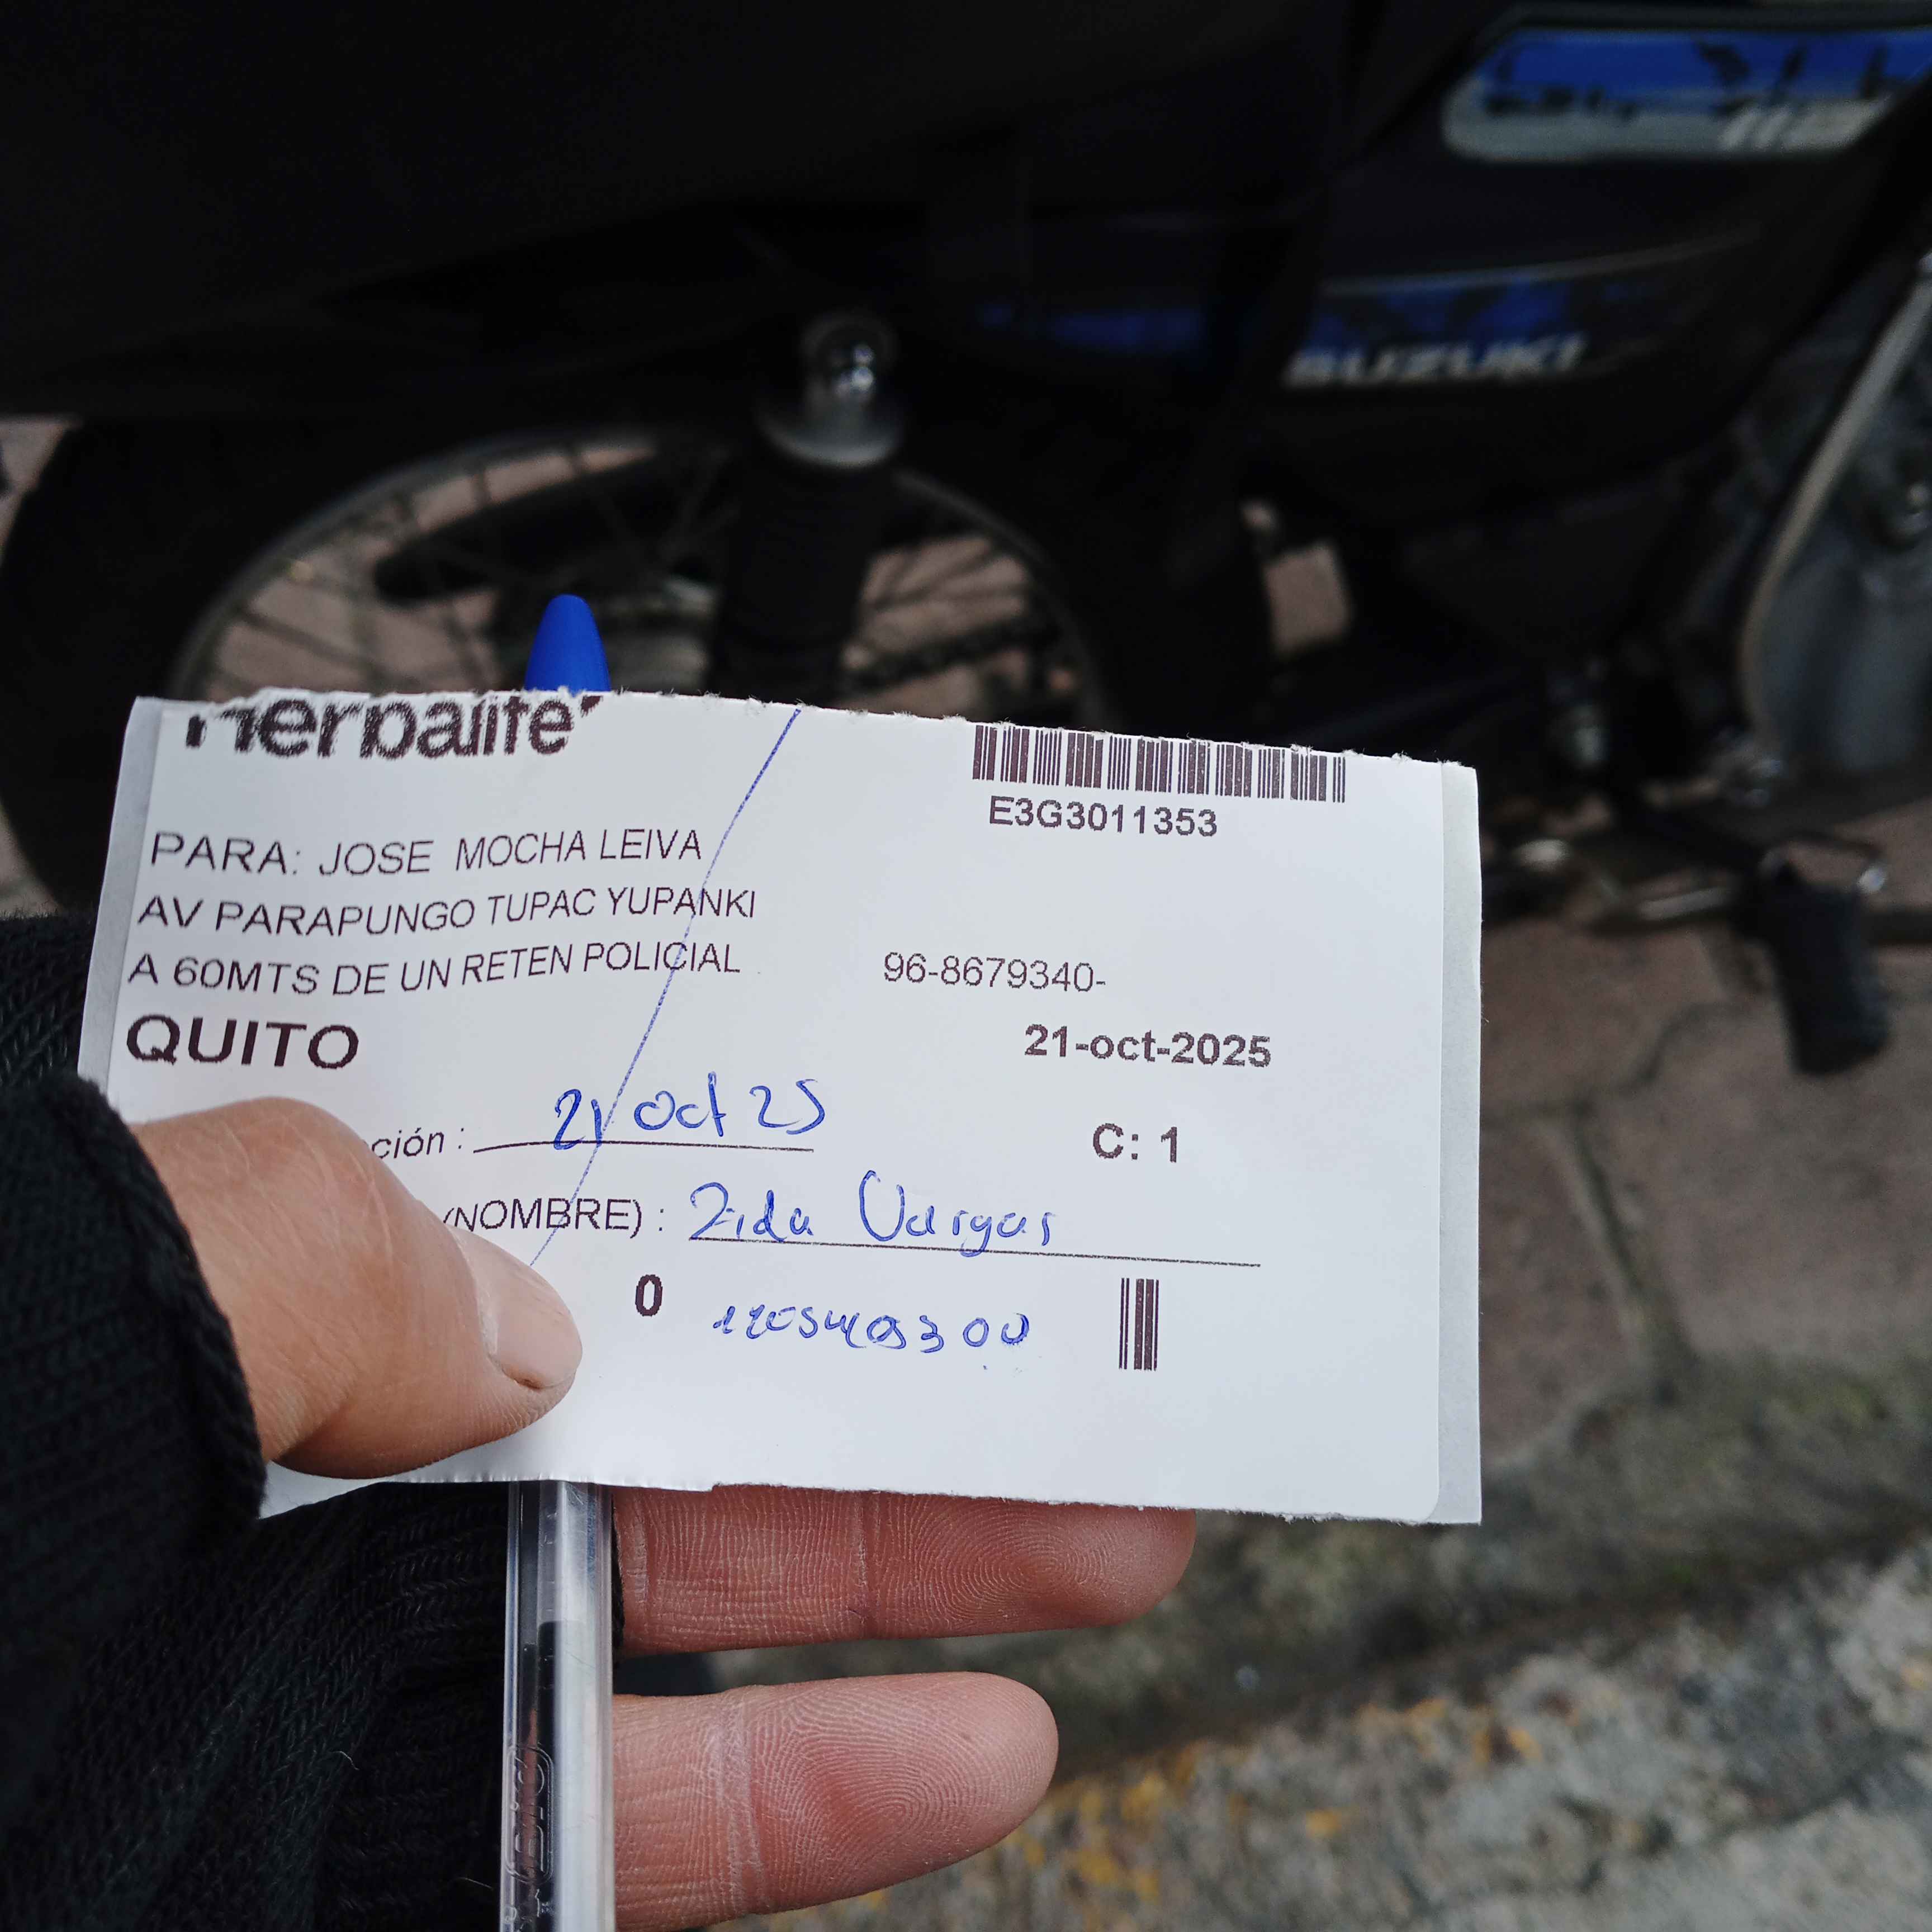 SUZUKI
Herbalife
E3G3011353
PARA: JOSE MOCHA LEIVA
AV PARAPUNGO TUPAC YUPANKI
A 60MTS DE UN RETEN POLICIAL
96-8679340-
QUITO
21-oct-2025
ción : 21 oct 25
C: 1
(NOMBRE) : Zida Vargas
0